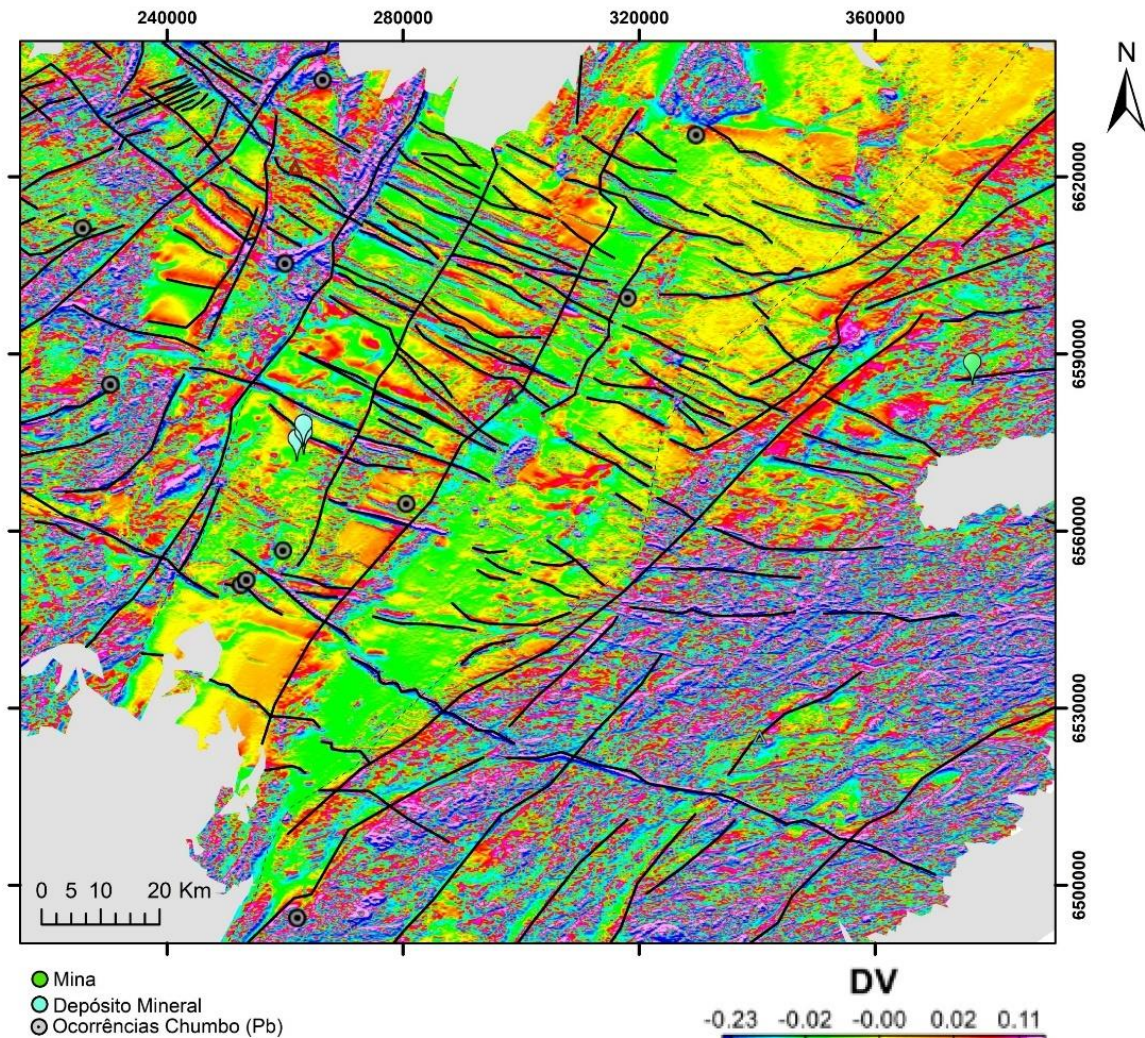 240000 280000 320000 360000
N
6620000
6590000
6560000
6530000
6500000
0 5 10 20 Km
Mina
Depósito Mineral
Ocorrências Chumbo (Pb)
DV
-0.23 -0.02 -0.00 0.02 0.11